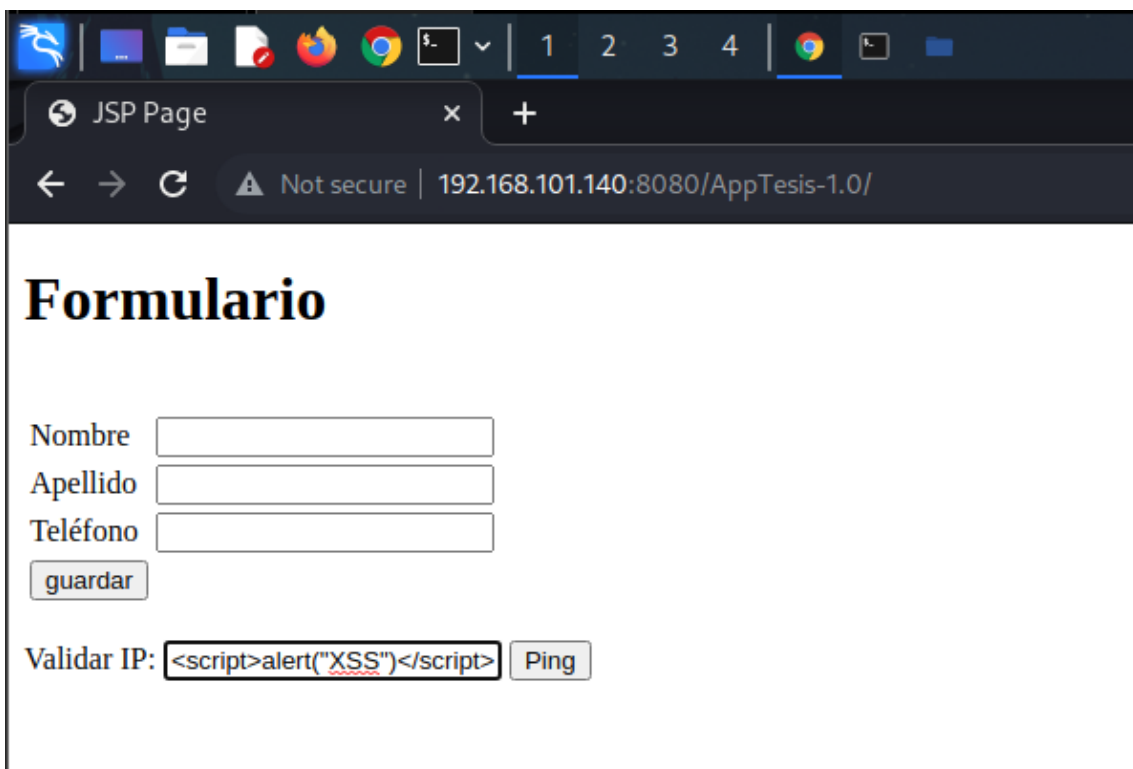 1 2 3 4
JSP Page
Not secure 192.168.101.140:8080/AppTesis-1.0/
Formulario
Nombre
Apellido
Teléfono
guardar
Validar IP: <script>alert("XSS")</script> Ping